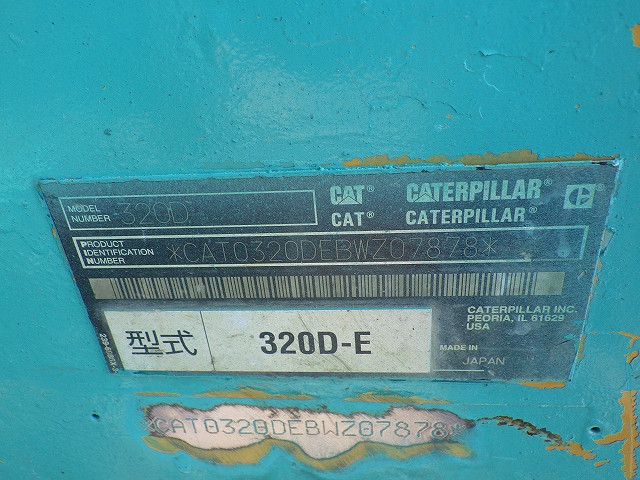 MODEL NUMBER 320D
CAT® CATERPILLAR®
CAT® CATERPILLAR®
PRODUCT IDENTIFICATION NUMBER *CAT0320DEBWZ07878*
型式 320D-E
CATERPILLAR INC.
PEORIA, IL 61629
USA
MADE IN JAPAN
*CAT0320DEBWZ07878*